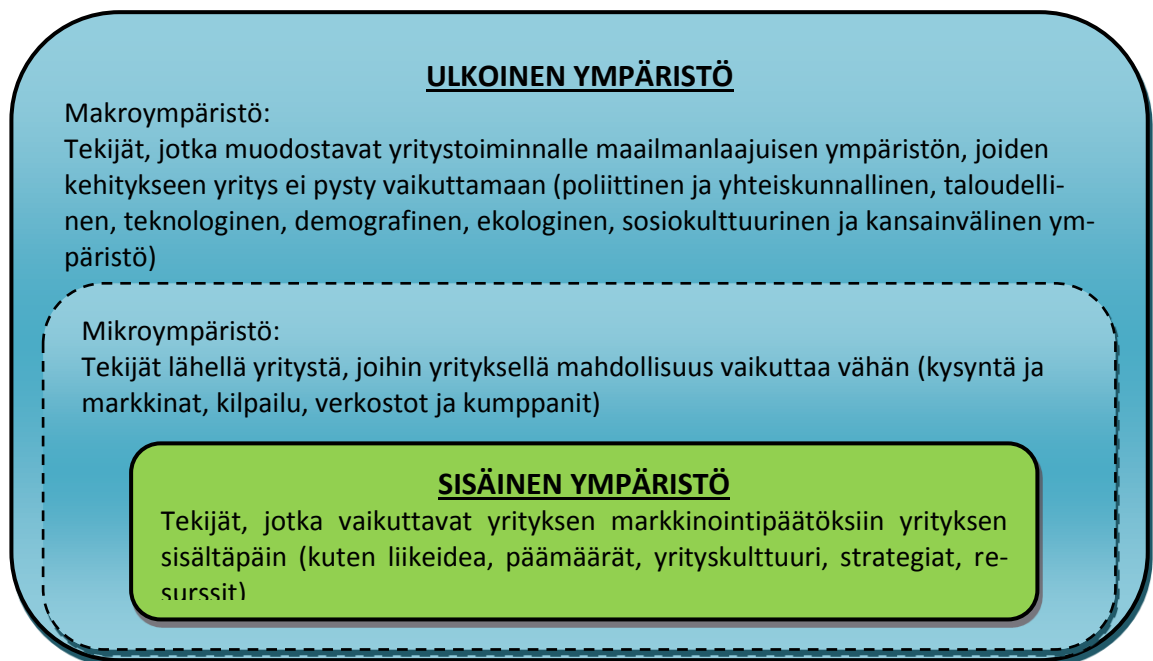 ULKOINEN YMPÄRISTÖ
Makroympäristö:
Tekijät, jotka muodostavat yritystoiminnalle maailmanlaajuisen ympäristön, joiden
kehitykseen yritys ei pysty vaikuttamaan (poliittinen ja yhteiskunnallinen, taloudelli-
nen, teknologinen, demografinen, ekologinen, sosiokulttuurinen ja kansainvälinen ym-
päristö)
Mikroympäristö:
Tekijät lähellä yritystä, joihin yrityksellä mahdollisuus vaikuttaa vähän (kysyntä ja
markkinat, kilpailu, verkostot ja kumppanit)
SISÄINEN YMPÄRISTÖ
Tekijät, jotka vaikuttavat yrityksen markkinointipäätöksiin yrityksen
sisältäpäin (kuten liikeidea, päämäärät, yrityskulttuuri, strategiat, re-
surssit)